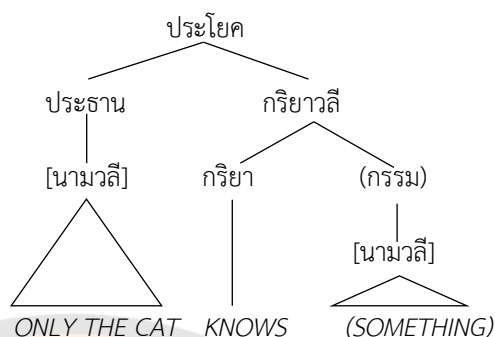 ประโยค
ประธาน กริยาวลี
[นามวลี] กริยา (กรรม)
[นามวลี]
ONLY THE CAT KNOWS (SOMETHING)